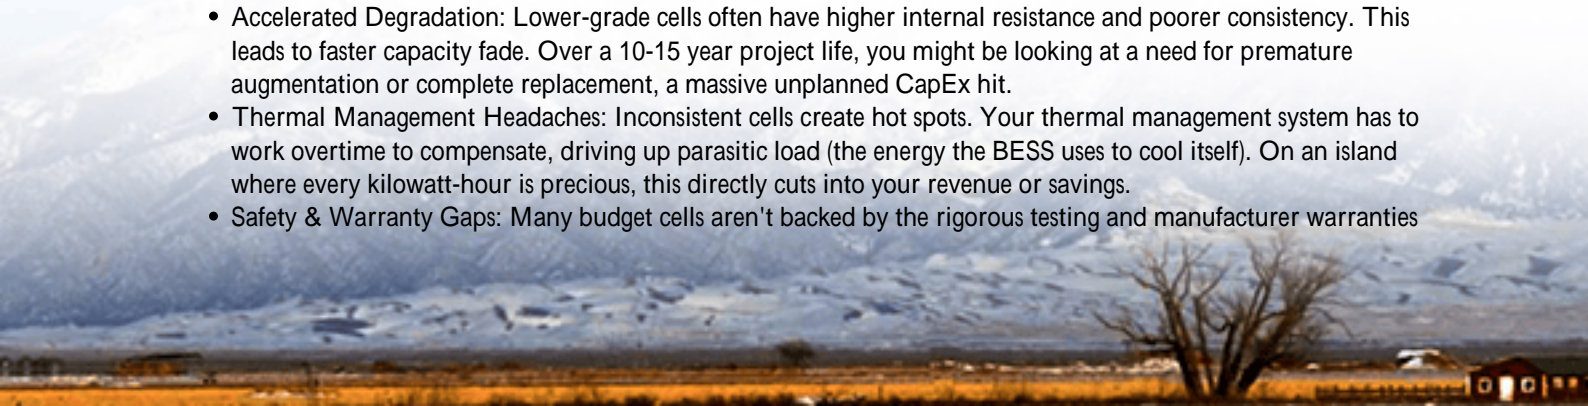 • Accelerated Degradation: Lower-grade cells often have higher internal resistance and poorer consistency. This
leads to faster capacity fade. Over a 10-15 year project life, you might be looking at a need for premature
augmentation or complete replacement, a massive unplanned CapEx hit.
• Thermal Management Headaches: Inconsistent cells create hot spots. Your thermal management system has to
work overtime to compensate, driving up parasitic load (the energy the BESS uses to cool itself). On an island
where every kilowatt-hour is precious, this directly cuts into your revenue or savings.
• Safety & Warranty Gaps: Many budget cells aren't backed by the rigorous testing and manufacturer warranties